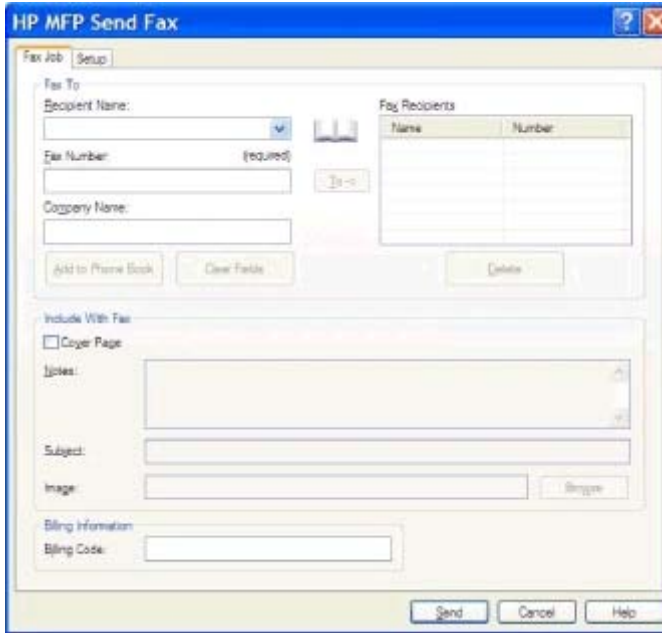 HP MFP Send Fax
Fax Job
Setup
Fax To
Recipient Name:
Fax Number:
(required)
Company Name:
Add to Phone Book
Clear Fields
To ->
Fax Recipients
Name
Number
Delete
Include With Fax
Cover Page
Notes:
Subject:
Image:
Browse
Billing Information
Billing Code:
Send
Cancel
Help